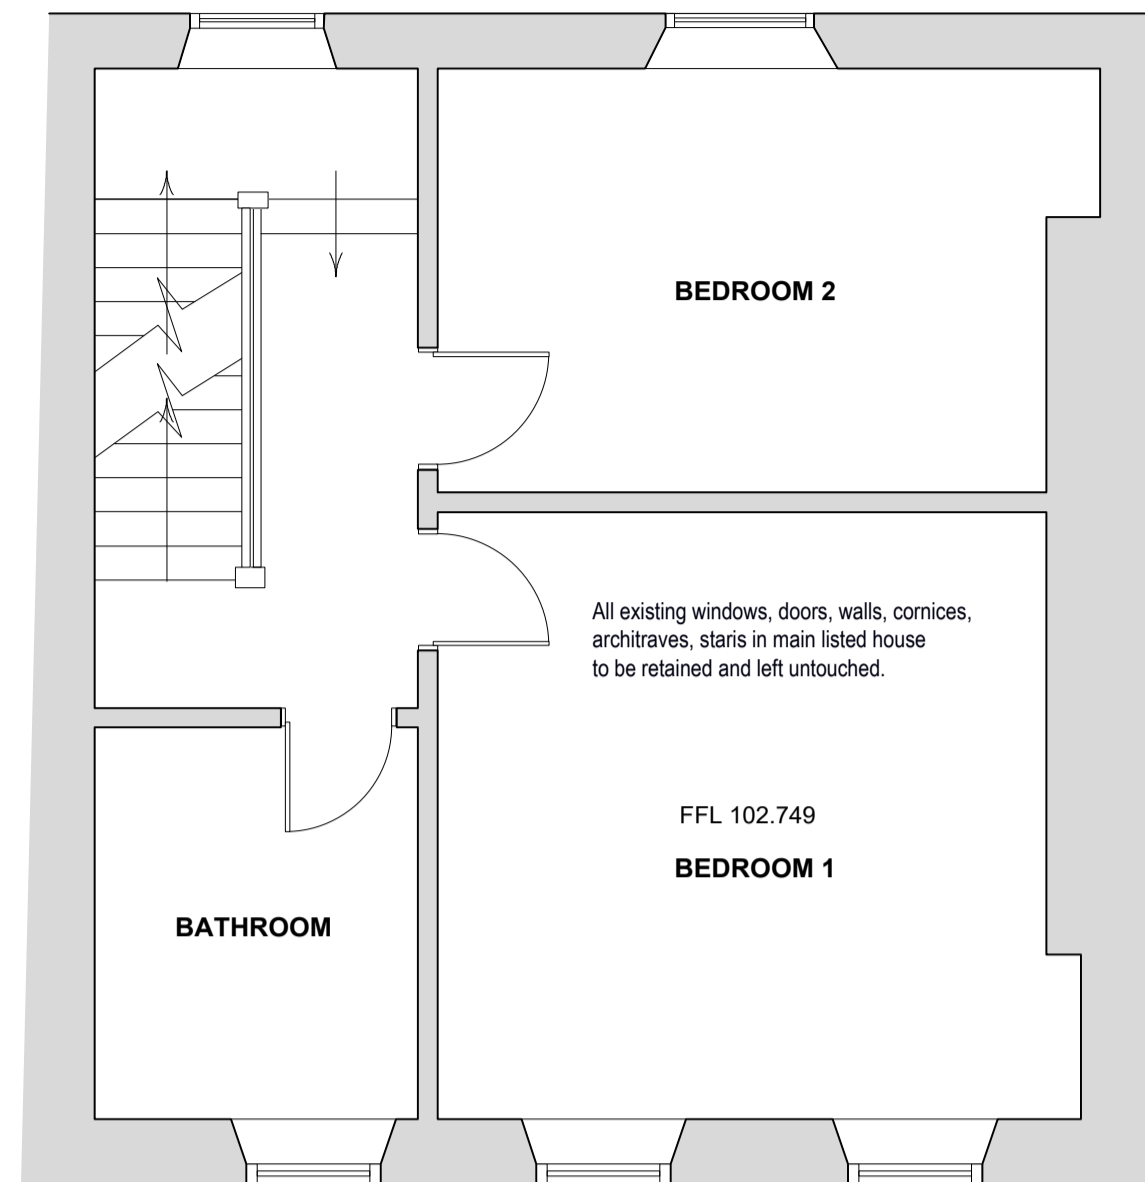 BEDROOM 2
All existing windows, doors, walls, cornices,
architraves, staris in main listed house
to be retained and left untouched.
FFL 102.749
BEDROOM 1
BATHROOM